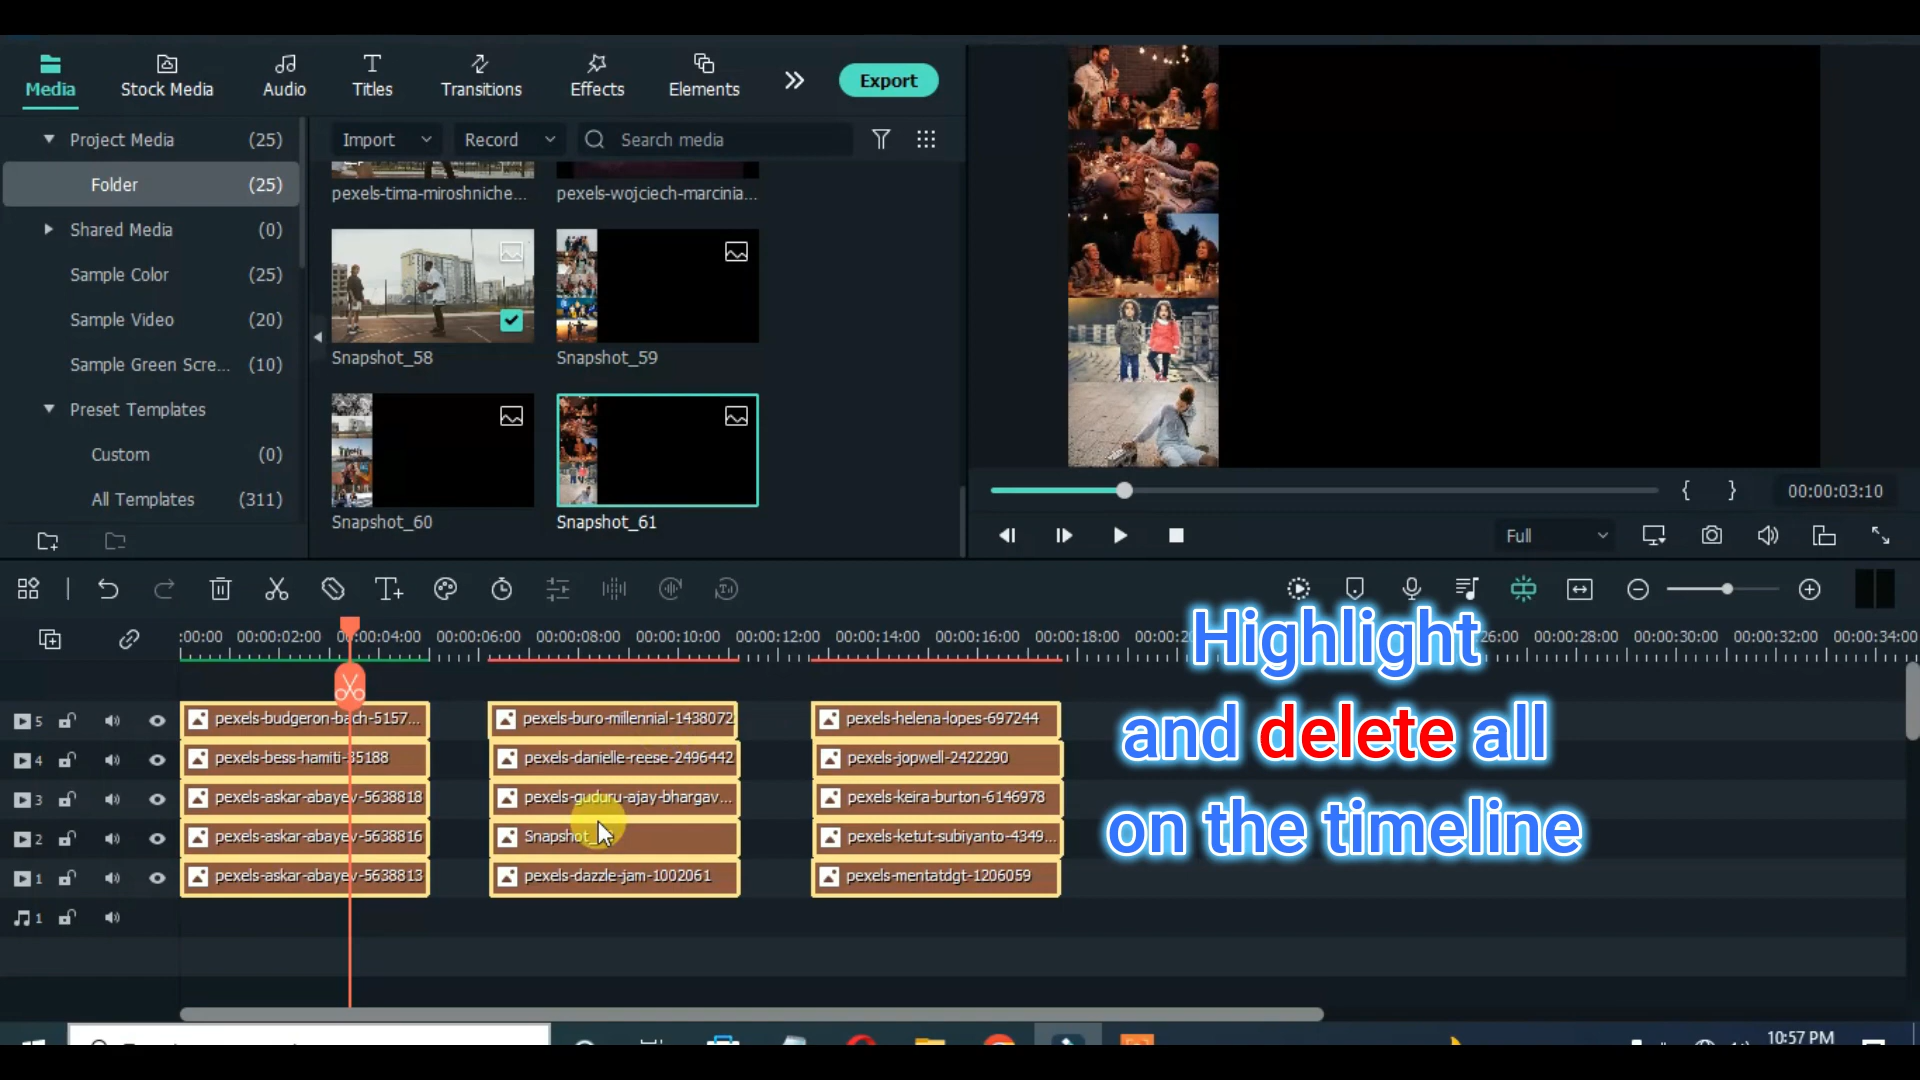 Media
Stock Media
Audio
Titles
Transitions
Effects
Elements
Export
Project Media (25)
Folder (25)
Shared Media (0)
Sample Color (25)
Sample Video (20)
Sample Green Scre... (10)
Preset Templates
Custom (0)
All Templates (311)
Import
Record
Search media
pexels-tima-miroshniche...
pexels-wojciech-marcinia...
Snapshot_58
Snapshot_59
Snapshot_60
Snapshot_61
{ }
00:00:03:10
Full
:00:00 00:00:02:00 00:00:04:00 00:00:06:00 00:00:08:00 00:00:10:00 00:00:12:00 00:00:14:00 00:00:16:00 00:00:18:00 00:00:28:00 00:00:30:00 00:00:32:00 00:00:34:00
Highlight
and delete all
on the timeline
5
pexels-budgeron-bach-5157...
pexels-buro-millennial-1438072
pexels-helena-lopes-697244
4
pexels-bess-hamiti-35188
pexels-danielle-reese-2496442
pexels-jopwell-2422290
3
pexels-askar-abayev-5638818
pexels-guduru-ajay-bhargav...
pexels-keira-burton-6146978
2
pexels-askar-abayev-5638816
Snapshot
pexels-ketut-subiyanto-4349...
1
pexels-askar-abayev-5638813
pexels-dazzle-jam-1002061
pexels-mentatdgt-1206059
1
10:57 PM